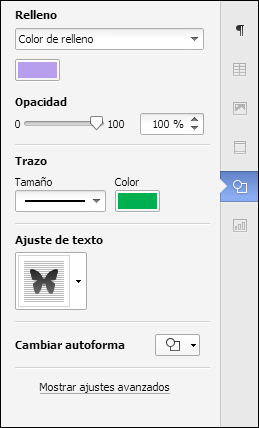 Relleno
Color de relleno
Opacidad
0 100 100 %
Trazo
Tamaño Color
Ajuste de texto
Cambiar autoforma
Mostrar ajustes avanzados